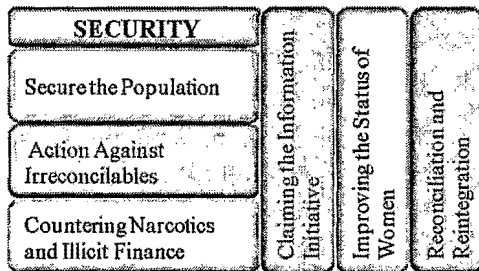 SECURITY
Secure the Population
Action Against
Irreconcilables
Countering Narcotics
and Illicit Finance
Claiming the Information
Initiative
Improving the Status of
Women
Reconciliation and
Reintegration